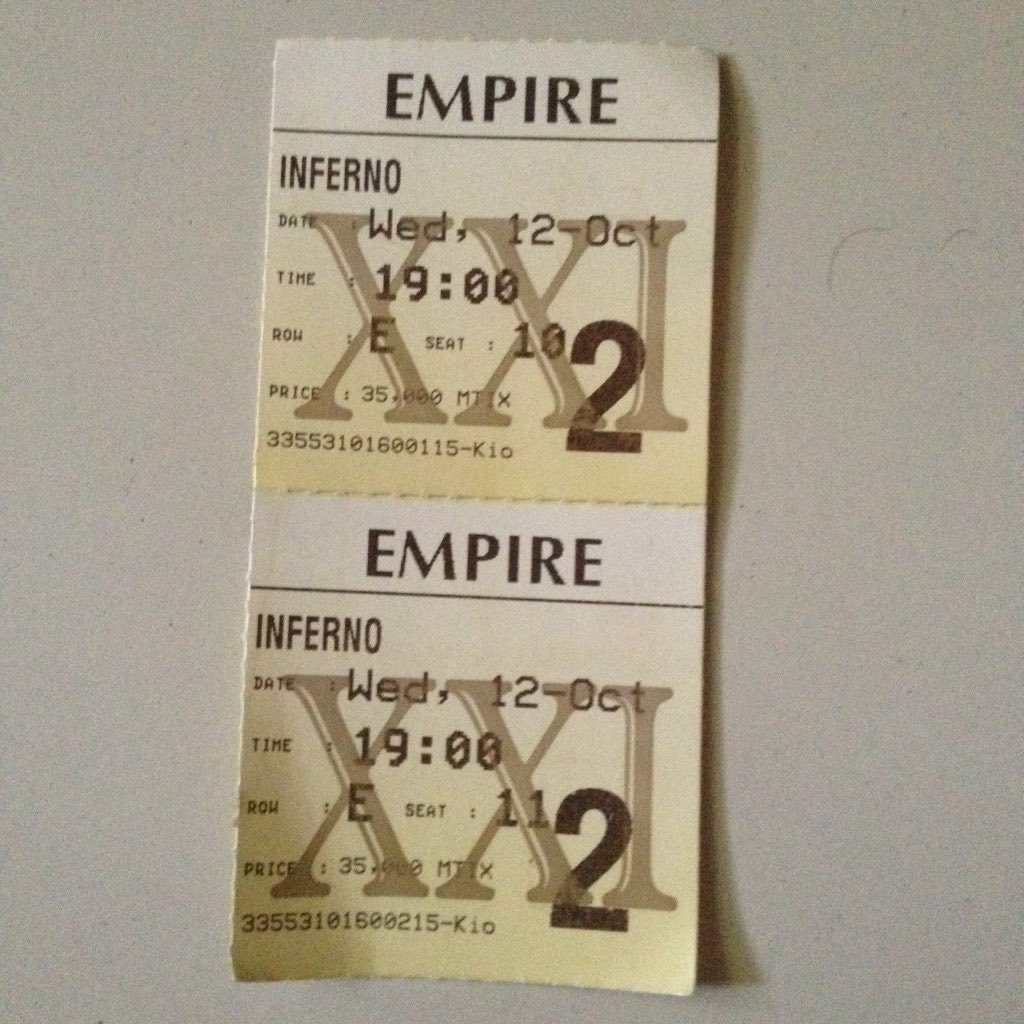 EMPIRE
INFERNO
DATE : Wed, 12-Oct
TIME : 19:00
ROW : E SEAT : 10
2
PRICE : 35,000 MTIX
33553101600115-Kio
XXI
EMPIRE
INFERNO
DATE : Wed, 12-Oct
TIME : 19:00
ROW : E SEAT : 11
2
PRICE : 35,000 MTIX
33553101600215-Kio
XXI